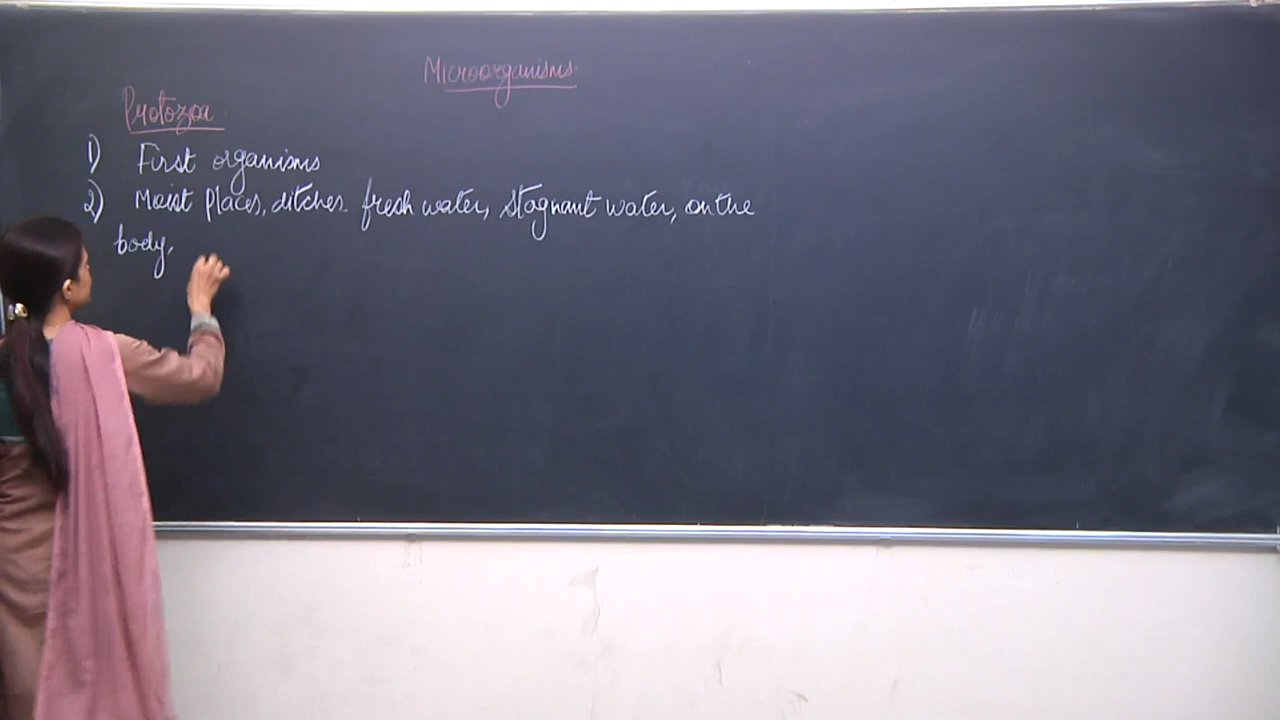 Microorganisms.
Protozoa
1) First organisms
2) Moist Places, ditches fresh water, stagnant water, on the
body,